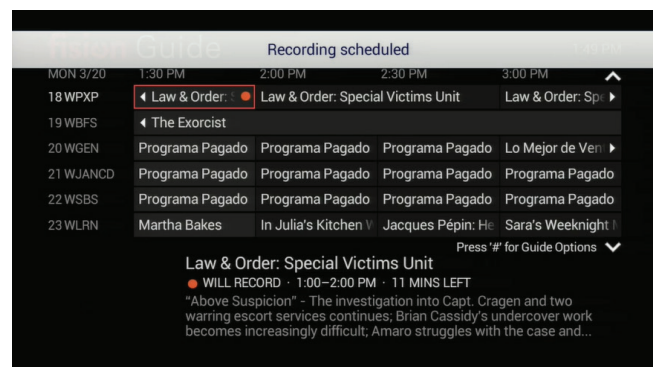 fision Guide
Recording scheduled
MON 3/20 1:30 PM 2:00 PM 2:30 PM 3:00 PM
18 WPXP Law & Order: Law & Order: Special Victims Unit Law & Order: Spe
19 WBFS The Exorcist
20 WGEN Programa Pagado Programa Pagado Programa Pagado Lo Mejor de Ven
21 WJANCD Programa Pagado Programa Pagado Programa Pagado Programa Pagado
22 WSBS Programa Pagado Programa Pagado Programa Pagado Programa Pagado
23 WLRN Martha Bakes In Julia's Kitchen W Jacques Pépin: He Sara's Weeknight
Press '#' for Guide Options
Law & Order: Special Victims Unit
WILL RECORD · 1:00–2:00 PM · 11 MINS LEFT
"Above Suspicion" - The investigation into Capt. Cragen and two
warring escort services continues; Brian Cassidy's undercover work
becomes increasingly difficult; Amaro struggles with the case and...